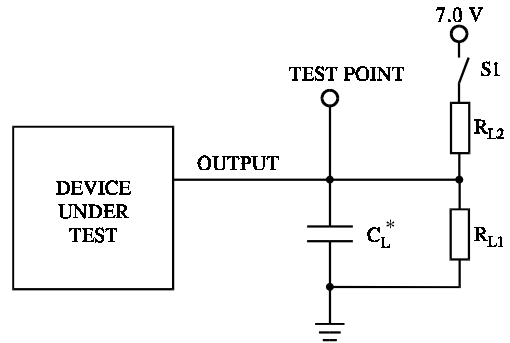 7.0 V
S1
TEST POINT
R_L2
OUTPUT
DEVICE
UNDER
TEST
C_L*
R_L1